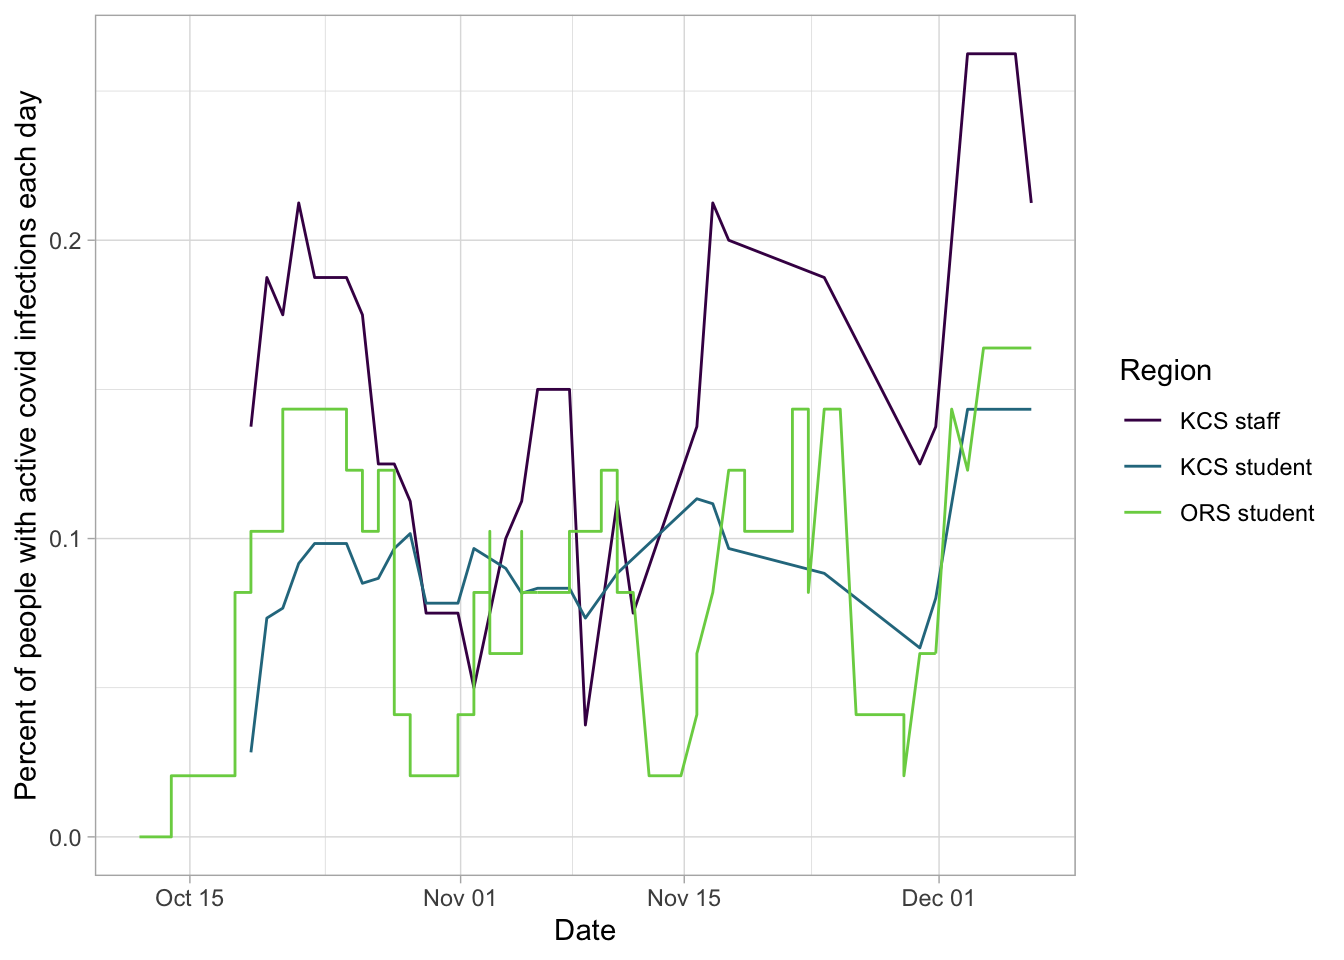 Percent of people with active covid infections each day
0.2
0.1
0.0
Oct 15
Nov 01
Nov 15
Dec 01
Date
Region
KCS staff
KCS student
ORS student